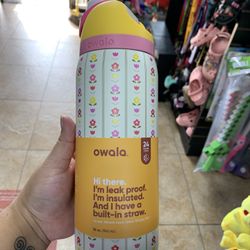 owala
owala
24
Hi there.
I'm leak proof.
I'm insulated.
And I have a
built-in straw.